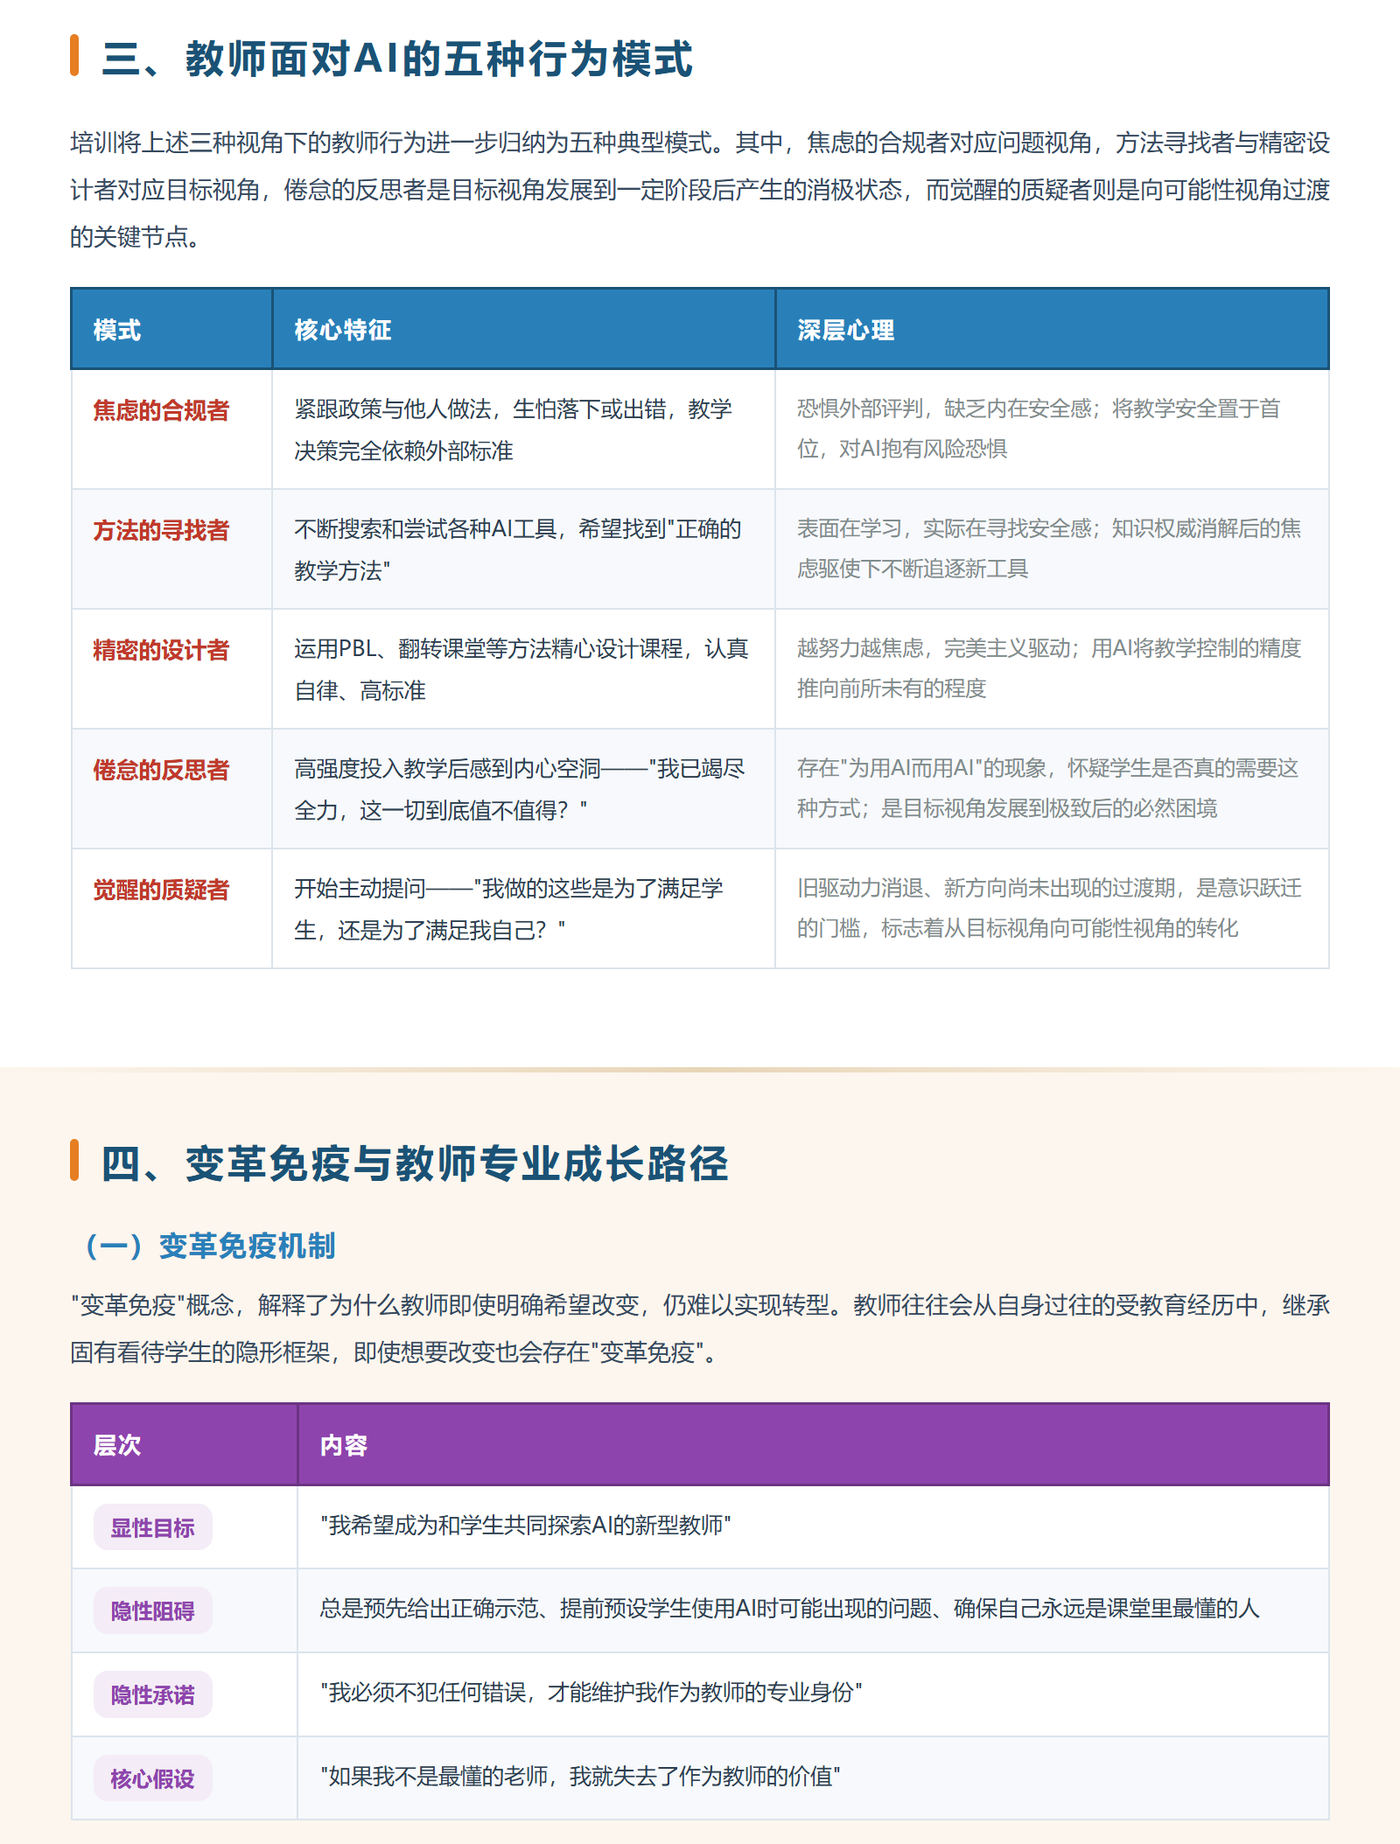 三、教师面对AI的五种行为模式
培训将上述三种视角下的教师行为进一步归纳为五种典型模式。其中，焦虑的合规者对应问题视角，方法寻找者与精密设
计者对应目标视角，倦怠的反思者是目标视角发展到一定阶段后产生的消极状态，而觉醒的质疑者则是向可能性视角过渡
的关键节点。
模式 核心特征 深层心理
焦虑的合规者
紧跟政策与他人做法，生怕落下或出错，教学
决策完全依赖外部标准
恐惧外部评判，缺乏内在安全感；将教学安全置于首
位，对AI抱有风险恐惧
方法的寻找者
不断搜索和尝试各种AI工具，希望找到"正确的
教学方法"
表面在学习，实际在寻找安全感；知识权威消解后的焦
虑驱使下不断追逐新工具
精密的设计者
运用PBL、翻转课堂等方法精心设计课程，认真
自律、高标准
越努力越焦虑，完美主义驱动；用AI将教学控制的精度
推向前所未有的程度
倦怠的反思者
高强度投入教学后感到内心空洞——"我已竭尽
全力，这一切到底值不值得？"
存在"为用AI而用AI"的现象，怀疑学生是否真的需要这
种方式；是目标视角发展到极致后的必然困境
觉醒的质疑者
开始主动提问——"我做的这些是为了满足学
生，还是为了满足我自己？"
旧驱动力消退、新方向尚未出现的过渡期，是意识跃迁
的门槛，标志着从目标视角向可能性视角的转化
四、变革免疫与教师专业成长路径
（一）变革免疫机制
"变革免疫"概念，解释了为什么教师即使明确希望改变，仍难以实现转型。教师往往会从自身过往的受教育经历中，继承
固有看待学生的隐形框架，即使想要改变也会存在"变革免疫"。
层次 内容
显性目标 "我希望成为和学生共同探索AI的新型教师"
隐性阻碍 总是预先给出正确示范、提前预设学生使用AI时可能出现的问题、确保自己永远是课堂里最懂的人
隐性承诺 "我必须不犯任何错误，才能维护我作为教师的专业身份"
核心假设 "如果我不是最懂的老师，我就失去了作为教师的价值"